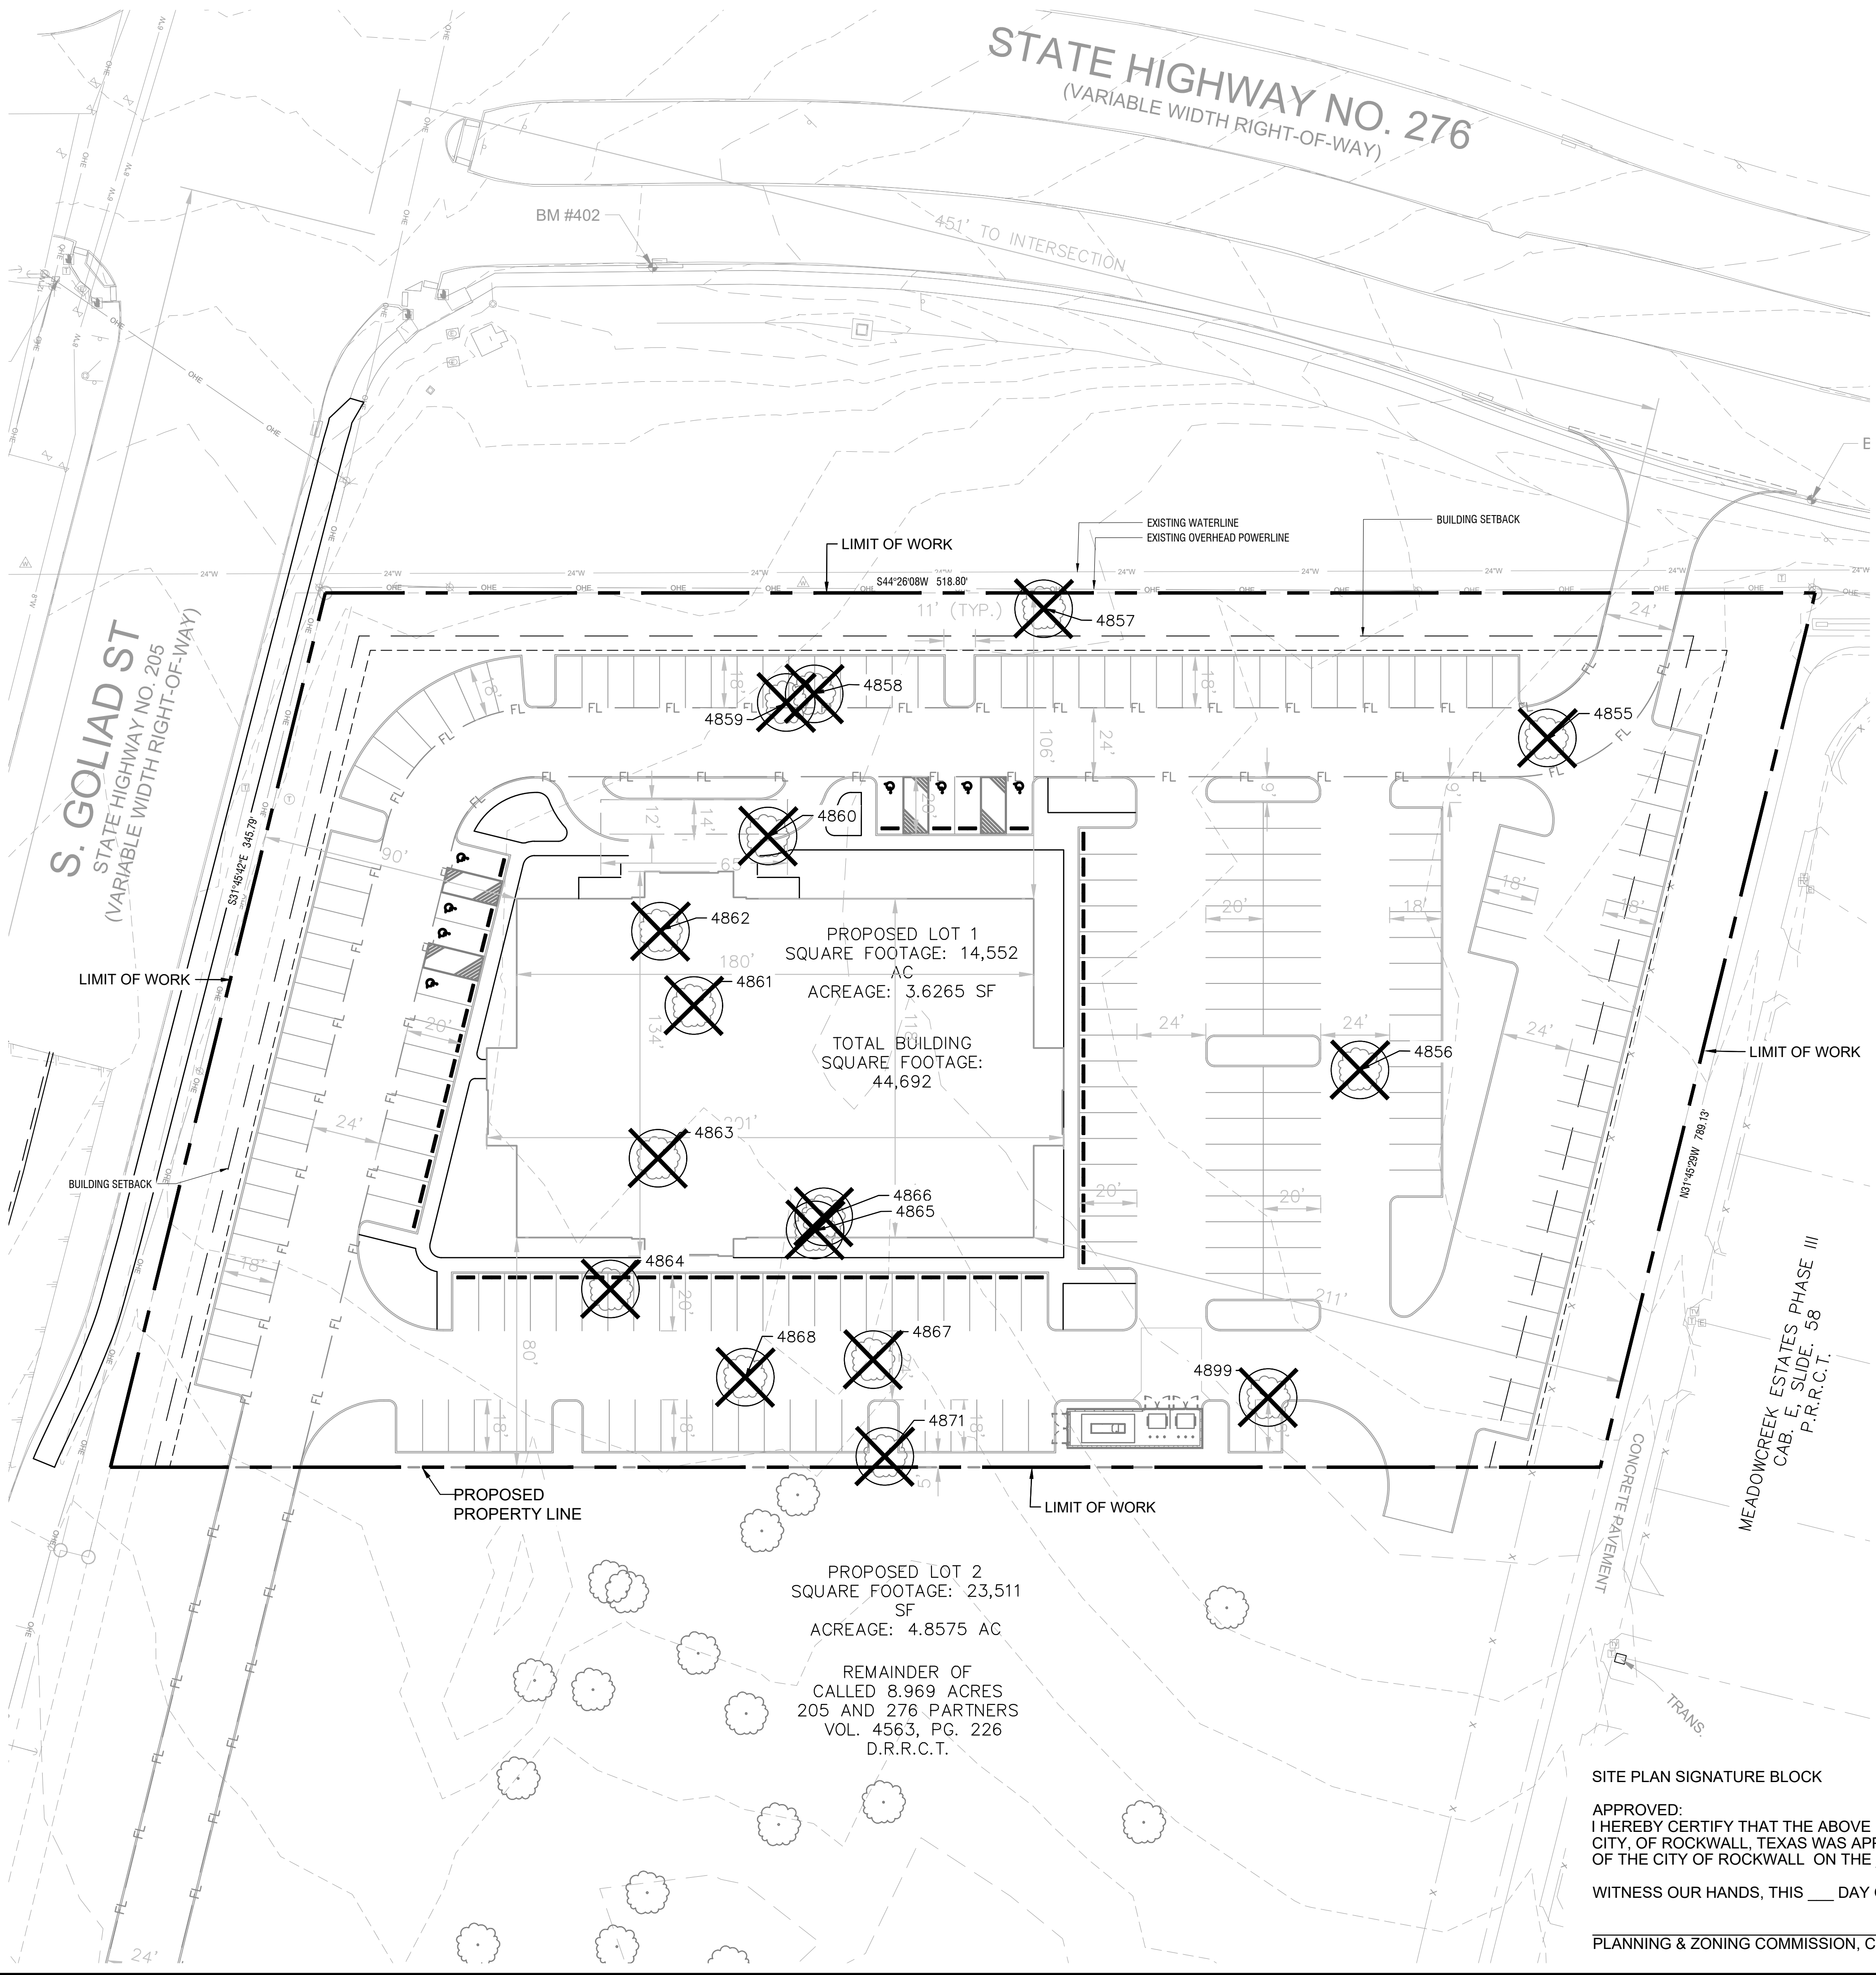 STATE HIGHWAY NO. 276
(VARIABLE WIDTH RIGHT-OF-WAY)
BM #402
451' TO INTERSECTION
EXISTING WATERLINE
EXISTING OVERHEAD POWERLINE
BUILDING SETBACK
LIMIT OF WORK
S44°26'08"W 518.80'
11' (TYP.)
24'
4857
4858
4859
4855
18'
18'
18'
106'
24'
9'
9'
S. GOLIAD ST
STATE HIGHWAY NO. 205
(VARIABLE WIDTH RIGHT-OF-WAY)
S31°45'42"E 345.79'
90'
12'
14'
4860
65'
4862
4861
PROPOSED LOT 1
SQUARE FOOTAGE: 14,552
AC
ACREAGE: 3.6265 SF
180'
134'
TOTAL BUILDING
SQUARE FOOTAGE:
44,692
20'
18'
18'
18'
LIMIT OF WORK
20'
24'
24'
24'
24'
4856
LIMIT OF WORK
4863
BUILDING SETBACK
4866
4865
20'
20'
N31°45'29W 789.13'
4864
18'
20'
211'
80'
4868
4867
4899
4871
18'
18'
18'
5'
PROPOSED
PROPERTY LINE
LIMIT OF WORK
CONCRETE PAVEMENT
MEADOWCREEK ESTATES PHASE III
CAB. E, SLIDE. 58
P.R.R.C.T.
PROPOSED LOT 2
SQUARE FOOTAGE: 23,511
SF
ACREAGE: 4.8575 AC
REMAINDER OF
CALLED 8.969 ACRES
205 AND 276 PARTNERS
VOL. 4563, PG. 226
D.R.R.C.T.
TRANS.
24'
SITE PLAN SIGNATURE BLOCK
APPROVED:
I HEREBY CERTIFY THAT THE ABOVE
CITY, OF ROCKWALL, TEXAS WAS
OF THE CITY OF ROCKWALL ON THE
WITNESS OUR HANDS, THIS ___ DAY
PLANNING & ZONING COMMISSION,